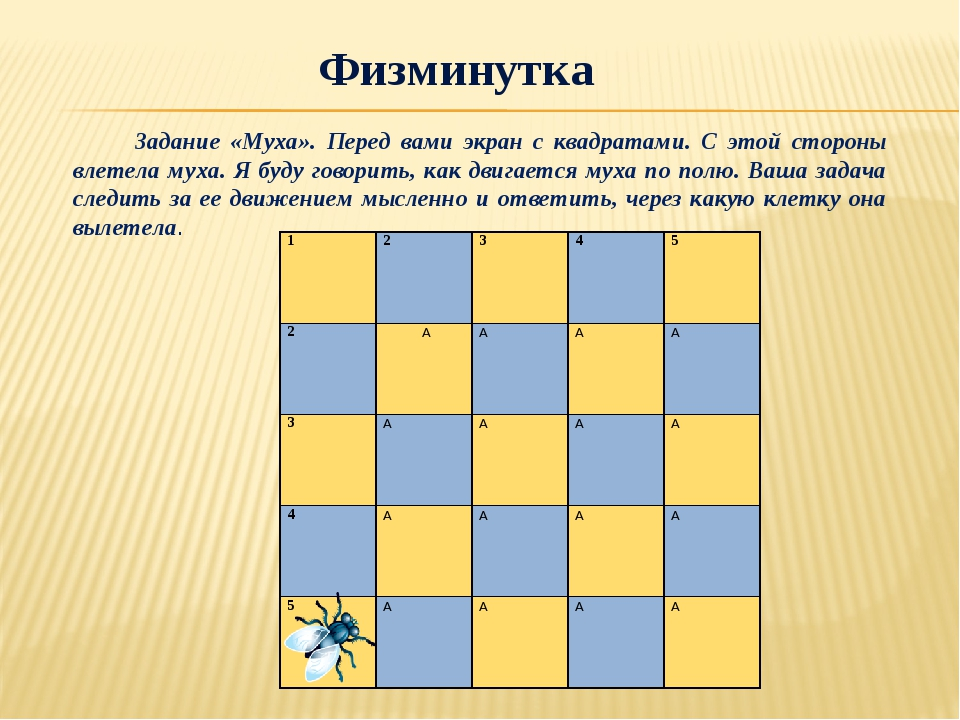 Физминутка
Задание «Муха». Перед вами экран с квадратами. С этой стороны
влетела муха. Я буду говорить, как двигается муха по полю. Ваша задача
следить за ее движением мысленно и ответить, через какую клетку она
вылетела.
1 2 3 4 5
2 А А А А
3 А А А А
4 А А А А
5 А А А А